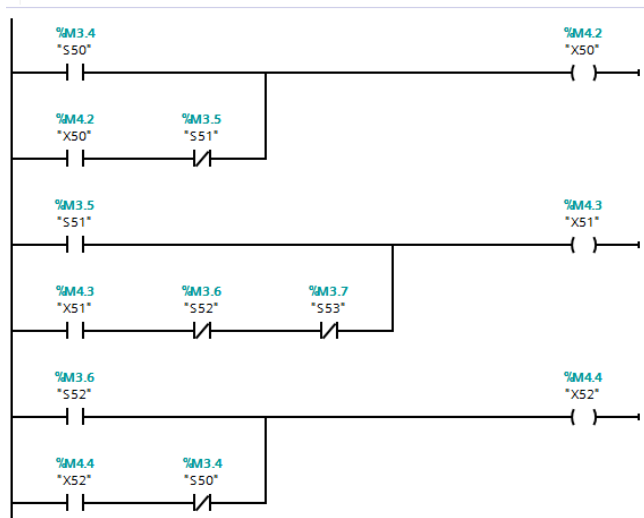 %M3.4 %M4.2
"S50" "X50"
%M4.2 %M3.5
"X50" "S51"
%M3.5 %M4.3
"S51" "X51"
%M4.3 %M3.6 %M3.7
"X51" "S52" "S53"
%M3.6 %M4.4
"S52" "X52"
%M4.4 %M3.4
"X52" "S50"